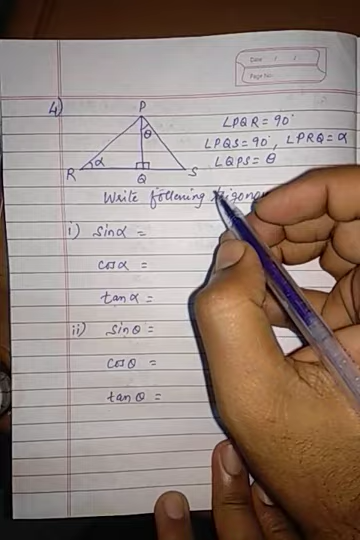 Date : / /
Page No:
4)
P
θ
α
R
Q
S
∠PQR = 90°
∠PQS = 90°, ∠PRQ = α
∠QPS = θ
Write following
i) sinα =
cosα =
tanα =
ii) sinθ =
cosθ =
tanθ =